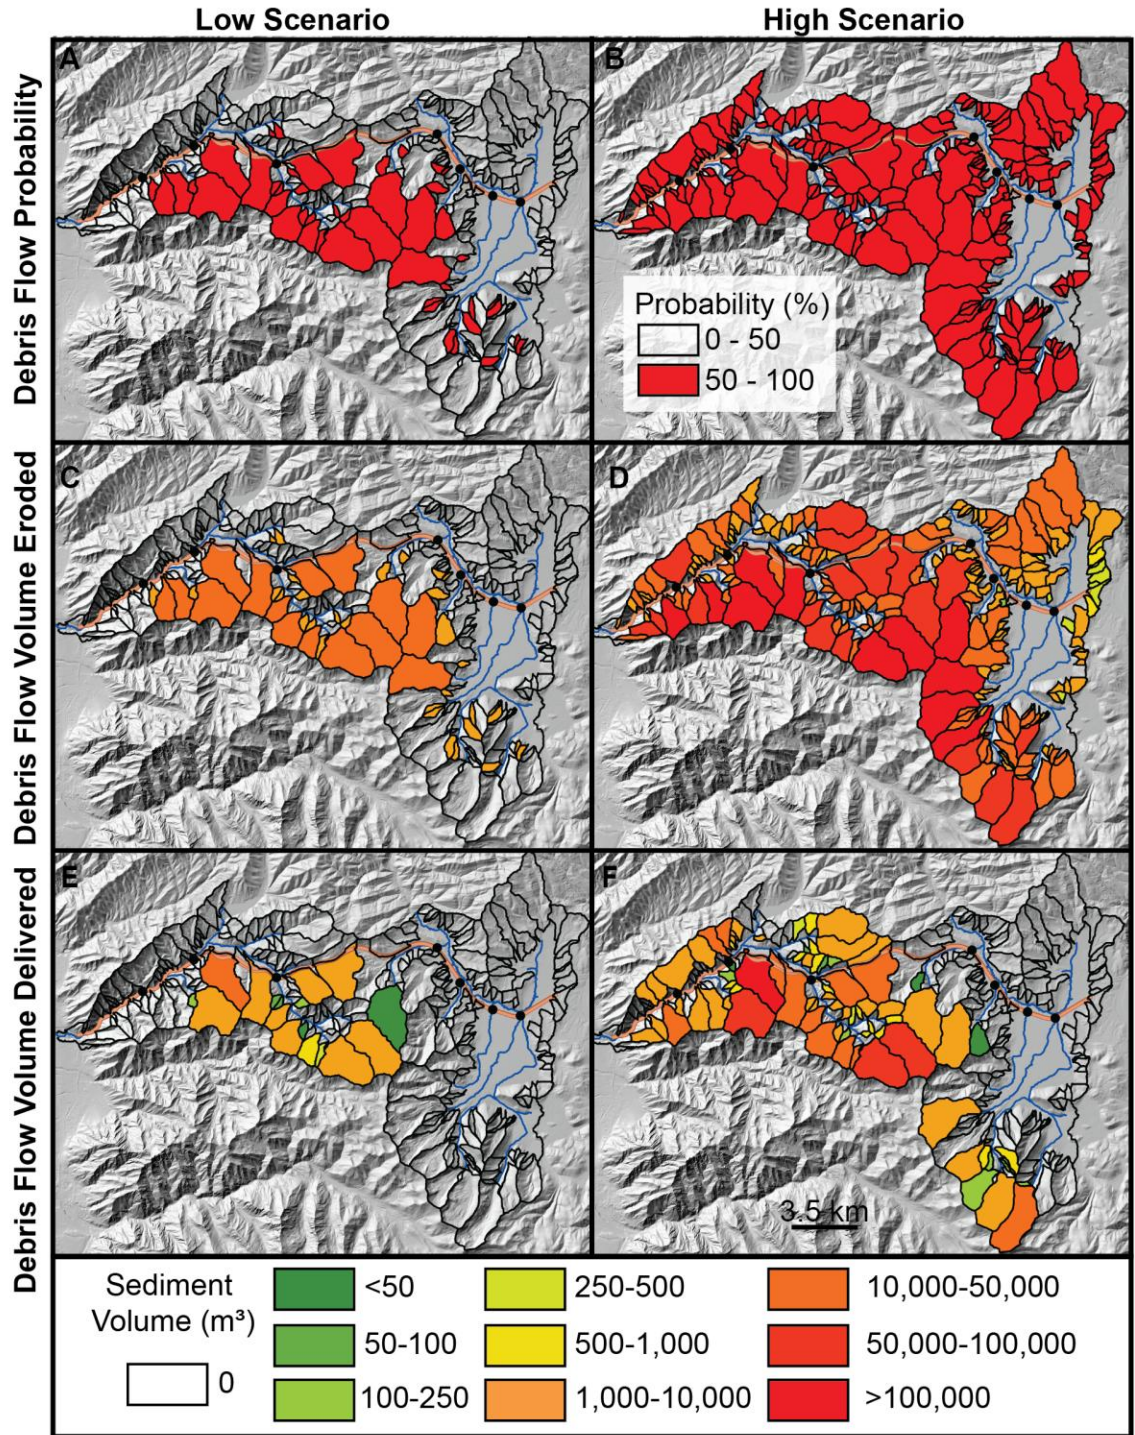 Low Scenario
High Scenario
Debris Flow Probability
A
B
Probability (%)
0 - 50
50 - 100
Debris Flow Volume Eroded
C
D
Debris Flow Volume Delivered
E
F
3.5 km
Sediment
Volume (m³)
0
<50
50-100
100-250
250-500
500-1,000
1,000-10,000
10,000-50,000
50,000-100,000
>100,000